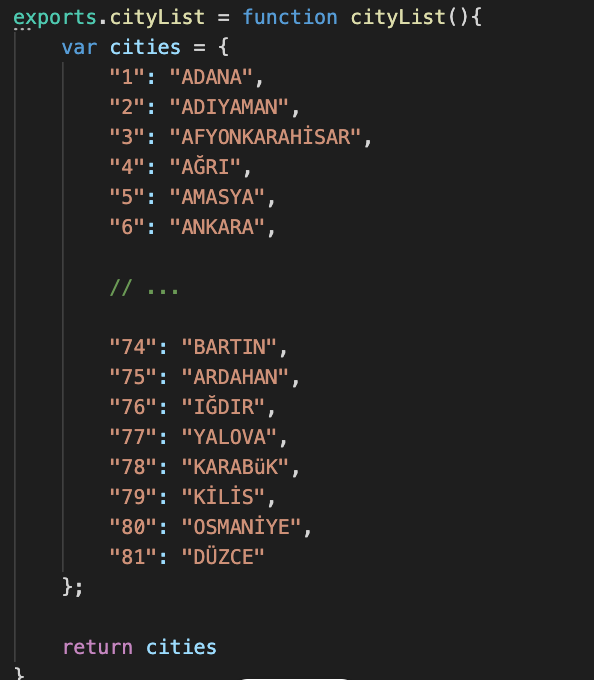 exports.cityList = function cityList(){
    var cities = {
        "1": "ADANA",
        "2": "ADIYAMAN",
        "3": "AFYONKARAHİSAR",
        "4": "AĞRI",
        "5": "AMASYA",
        "6": "ANKARA",

        // ...

        "74": "BARTIN",
        "75": "ARDAHAN",
        "76": "IĞDIR",
        "77": "YALOVA",
        "78": "KARABüK",
        "79": "KİLİS",
        "80": "OSMANİYE",
        "81": "DÜZCE"
    };

    return cities
}